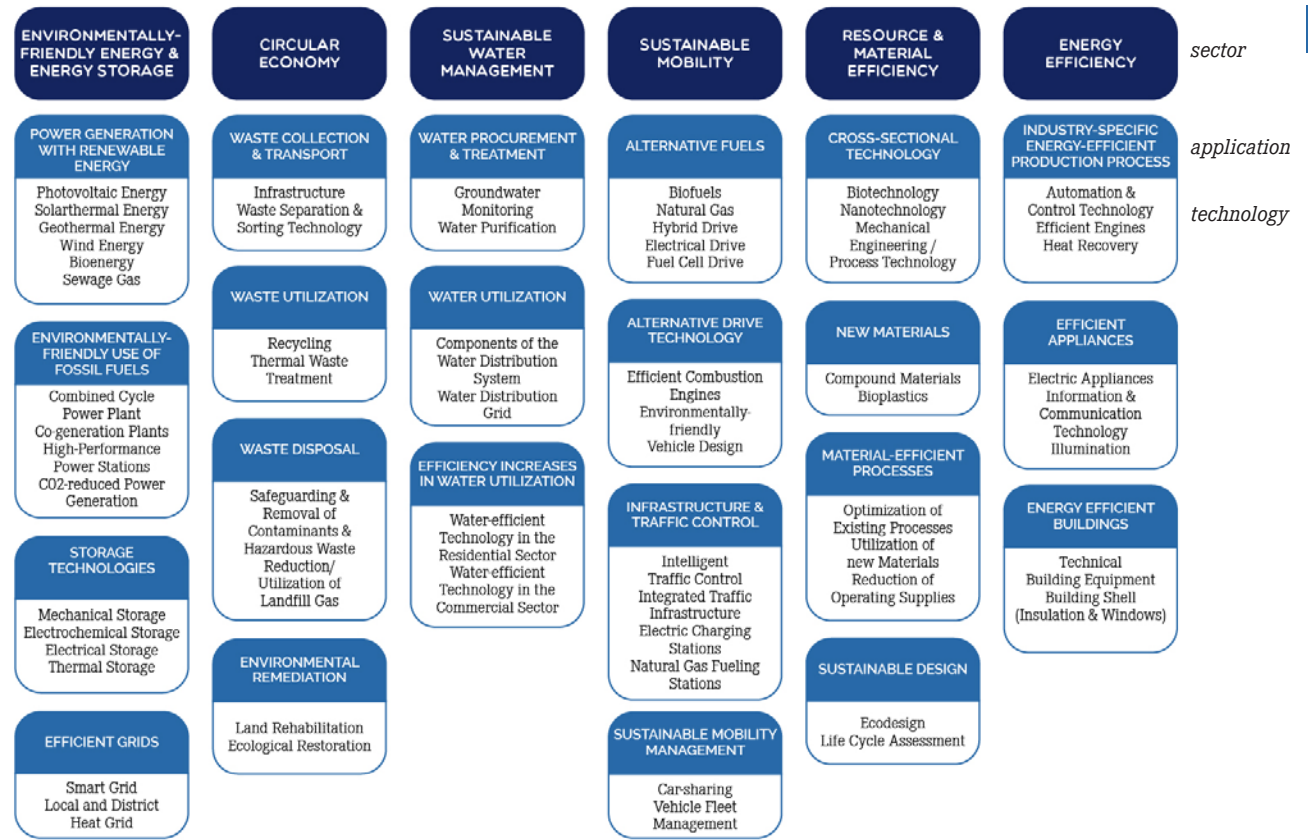 ENVIRONMENTALLY-
FRIENDLY ENERGY &
ENERGY STORAGE
POWER GENERATION
WITH RENEWABLE
ENERGY
Photovoltaic Energy
Solarthermal Energy
Geothermal Energy
Wind Energy
Bioenergy
Sewage Gas
ENVIRONMENTALLY-
FRIENDLY USE OF
FOSSIL FUELS
Combined Cycle
Power Plant
Co-generation Plants
High-Performance
Power Stations
CO2-reduced Power
Generation
STORAGE
TECHNOLOGIES
Mechanical Storage
Electrochemical Storage
Electrical Storage
Thermal Storage
EFFICIENT GRIDS
Smart Grid
Local and District
Heat Grid
CIRCULAR
ECONOMY
WASTE COLLECTION
& TRANSPORT
Infrastructure
Waste Separation &
Sorting Technology
WASTE UTILIZATION
Recycling
Thermal Waste
Treatment
WASTE DISPOSAL
Safeguarding &
Removal of
Contaminants &
Hazardous Waste
Reduction/
Utilization of
Landfill Gas
ENVIRONMENTAL
REMEDIATION
Land Rehabilitation
Ecological Restoration
SUSTAINABLE
WATER
MANAGEMENT
WATER PROCUREMENT
& TREATMENT
Groundwater
Monitoring
Water Purification
WATER UTILIZATION
Components of the
Water Distribution
System
Water Distribution
Grid
EFFICIENCY INCREASES
IN WATER UTILIZATION
Water-efficient
Technology in the
Residential Sector
Water-efficient
Technology in the
Commercial Sector
SUSTAINABLE
MOBILITY
ALTERNATIVE FUELS
Biofuels
Natural Gas
Hybrid Drive
Electrical Drive
Fuel Cell Drive
ALTERNATIVE DRIVE
TECHNOLOGY
Efficient Combustion
Engines
Environmentally-
friendly
Vehicle Design
INFRASTRUCTURE &
TRAFFIC CONTROL
Intelligent
Traffic Control
Integrated Traffic
Infrastructure
Electric Charging
Stations
Natural Gas Fueling
Stations
SUSTAINABLE MOBILITY
MANAGEMENT
Car-sharing
Vehicle Fleet
Management
RESOURCE &
MATERIAL
EFFICIENCY
CROSS-SECTIONAL
TECHNOLOGY
Biotechnology
Nanotechnology
Mechanical
Engineering /
Process Technology
NEW MATERIALS
Compound Materials
Bioplastics
MATERIAL-EFFICIENT
PROCESSES
Optimization of
Existing Processes
Utilization of
new Materials
Reduction of
Operating Supplies
SUSTAINABLE DESIGN
Ecodesign
Life Cycle Assessment
ENERGY
EFFICIENCY
INDUSTRY-SPECIFIC
ENERGY-EFFICIENT
PRODUCTION PROCESS
Automation &
Control Technology
Efficient Engines
Heat Recovery
EFFICIENT
APPLIANCES
Electric Appliances
Information &
Communication
Technology
Illumination
ENERGY EFFICIENT
BUILDINGS
Technical
Building Equipment
Building Shell
(Insulation & Windows)
sector
application
technology